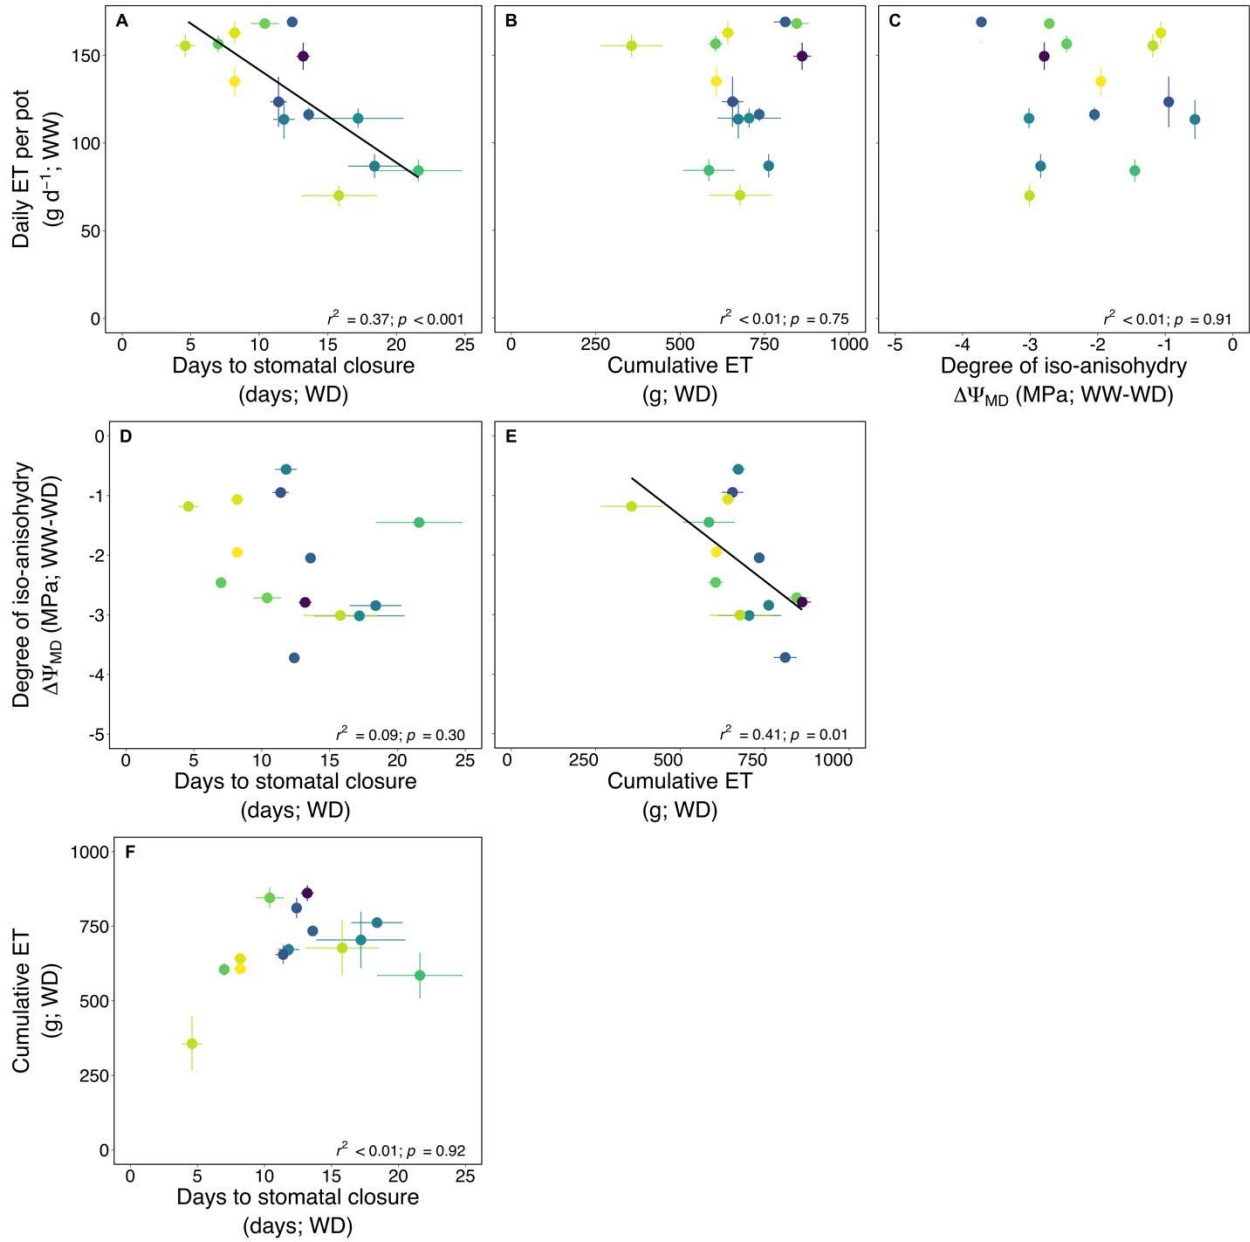 A
B
C
Daily ET per pot
(g d⁻¹; WW)
150
100
50
0
r² = 0.37; p < 0.001
r² < 0.01; p = 0.75
r² < 0.01; p = 0.91
0 5 10 15 20 25
0 250 500 750 1000
-5 -4 -3 -2 -1 0
Days to stomatal closure
(days; WD)
Cumulative ET
(g; WD)
Degree of iso-anisohydry
ΔΨMD (MPa; WW-WD)
D
E
Degree of iso-anisohydry
ΔΨMD (MPa; WW-WD)
0
-1
-2
-3
-4
-5
r² = 0.09; p = 0.30
r² = 0.41; p = 0.01
0 5 10 15 20 25
0 250 500 750 1000
Days to stomatal closure
(days; WD)
Cumulative ET
(g; WD)
F
Cumulative ET
(g; WD)
1000
750
500
250
0
r² < 0.01; p = 0.92
0 5 10 15 20 25
Days to stomatal closure
(days; WD)